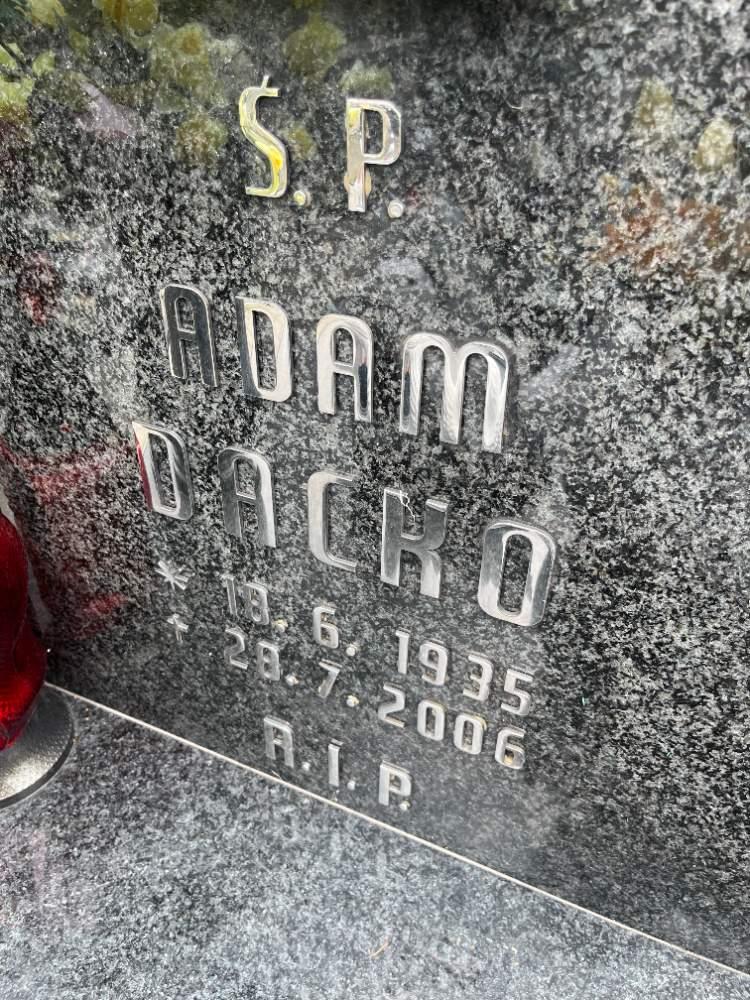 Ś.P.
ADAM
DACKO
* 18.6.1935
† 28.7.2006
R.I.P.